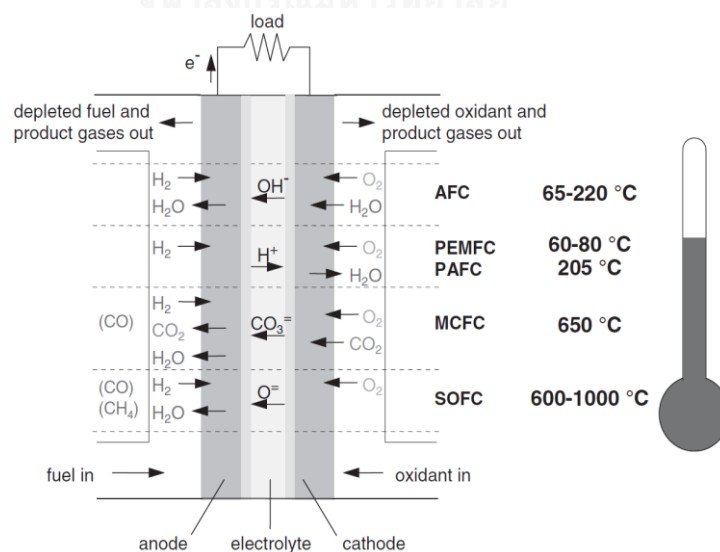 load
e⁻
depleted fuel and
product gases out
depleted oxidant and
product gases out
H₂
OH⁻
O₂
AFC
65-220 °C
H₂O
H₂O
H₂
H⁺
O₂
PEMFC
60-80 °C
H₂O
PAFC
205 °C
H₂
(CO)
CO₂
CO₃⁼
O₂
MCFC
650 °C
CO₂
H₂O
(CO)
H₂
O⁼
O₂
SOFC
600-1000 °C
(CH₄)
H₂O
fuel in
oxidant in
anode
electrolyte
cathode